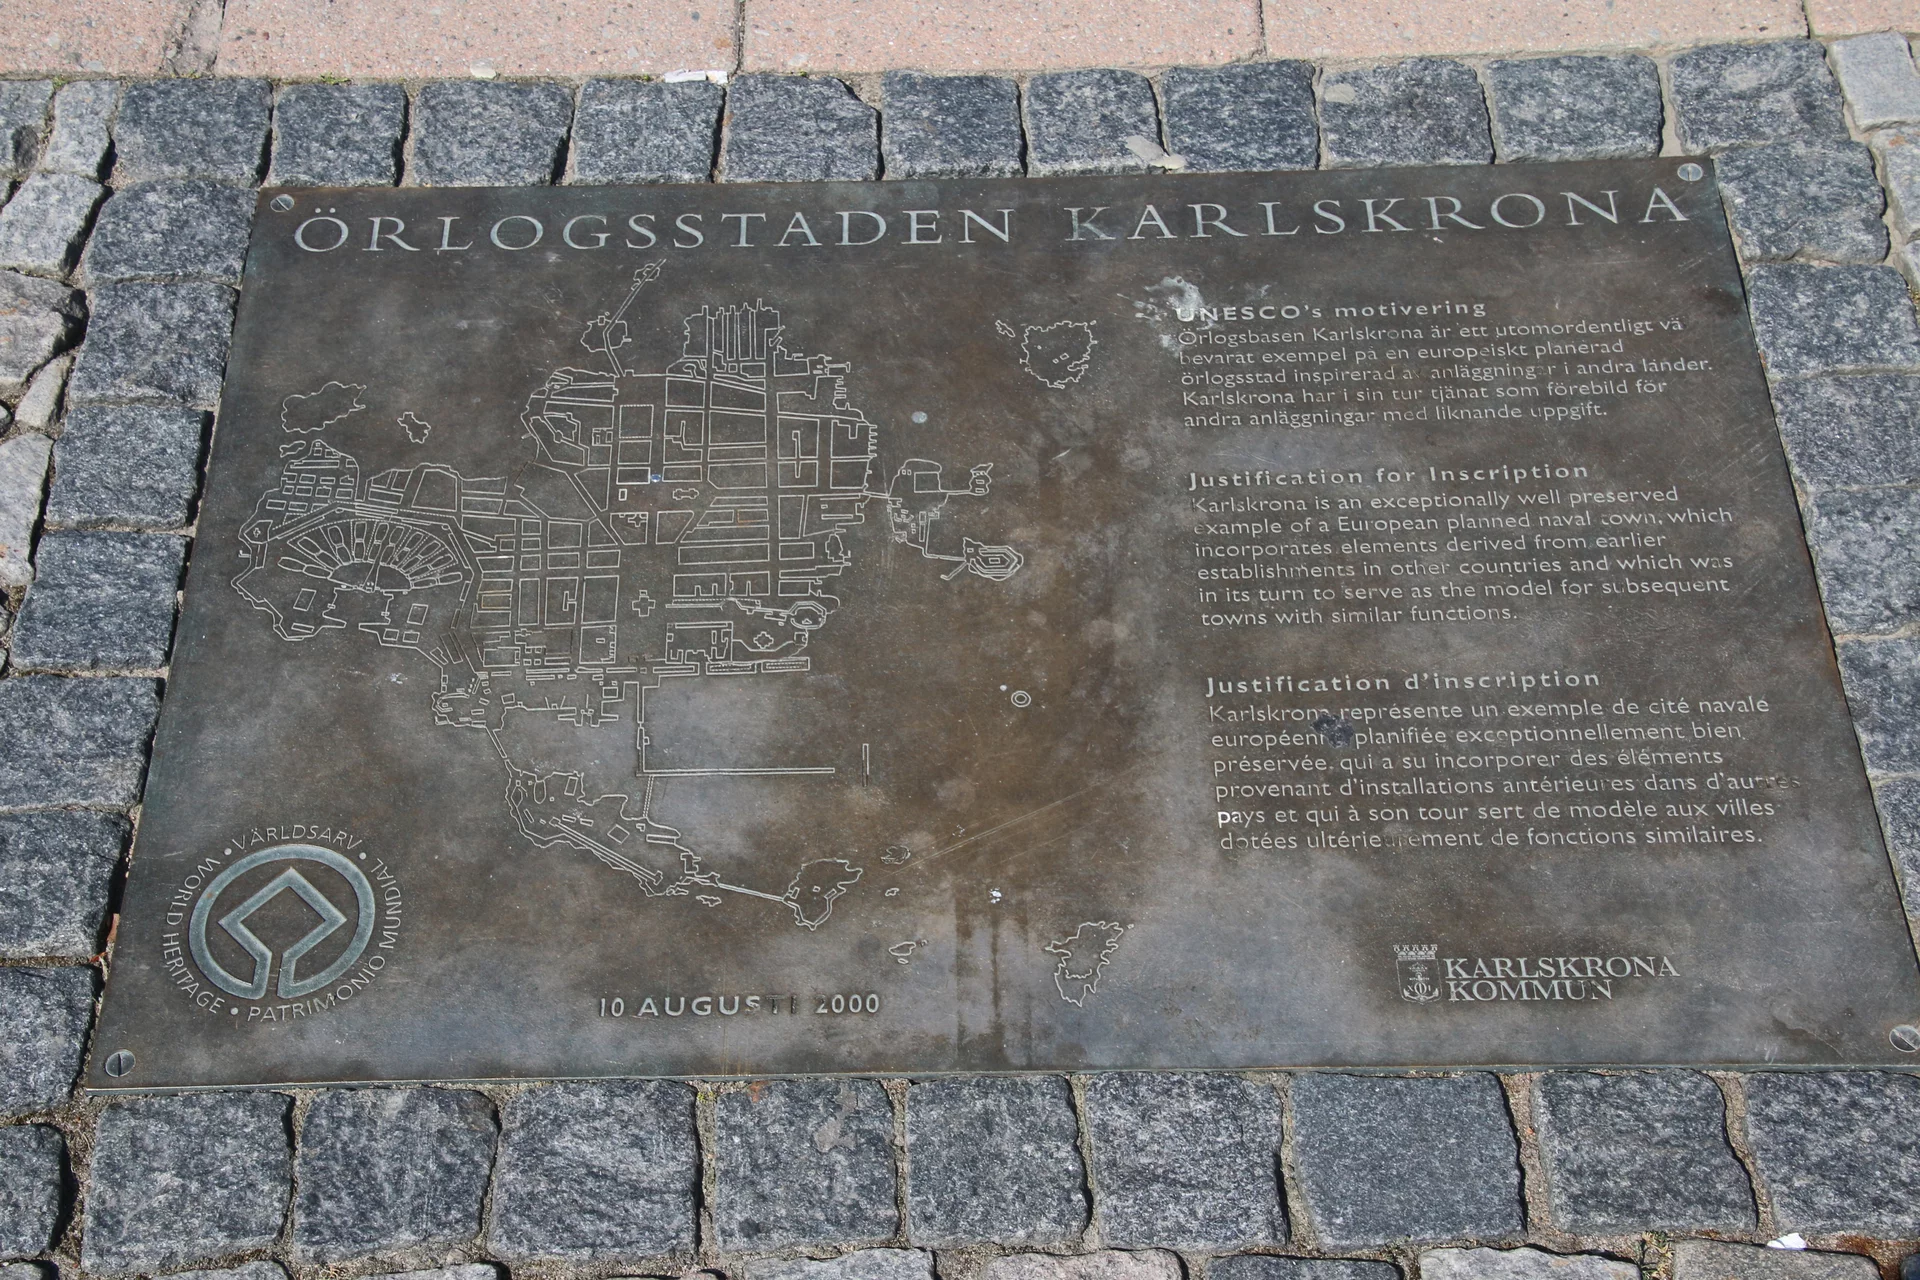 ÖRLOGSSTADEN KARLSKRONA
UNESCO's motivering
Örlogsbasen Karlskrona är ett utomordentligt vä
bevarat exempel på en europeiskt planerad
örlogsstad inspirerad av anläggningar i andra länder.
Karlskrona har i sin tur tjänat som förebild för
andra anläggningar med liknande uppgift.
Justification for Inscription
Karlskrona is an exceptionally well preserved
example of a European planned naval town, which
incorporates elements derived from earlier
establishments in other countries and which was
in its turn to serve as the model for subsequent
towns with similar functions.
Justification d'inscription
Karlskrona représente un exemple de cité navale
européenne planifiée exceptionnellement bien
préservée, qui a su incorporer des éléments
provenant d'installations antérieures dans d'autres
pays et qui à son tour sert de modèle aux villes
dotées ultérieurement de fonctions similaires.
WORLD HERITAGE • PATRIMONIO MUNDIAL • VÄRLDSARV •
10 AUGUSTI 2000
KARLSKRONA
KOMMUN